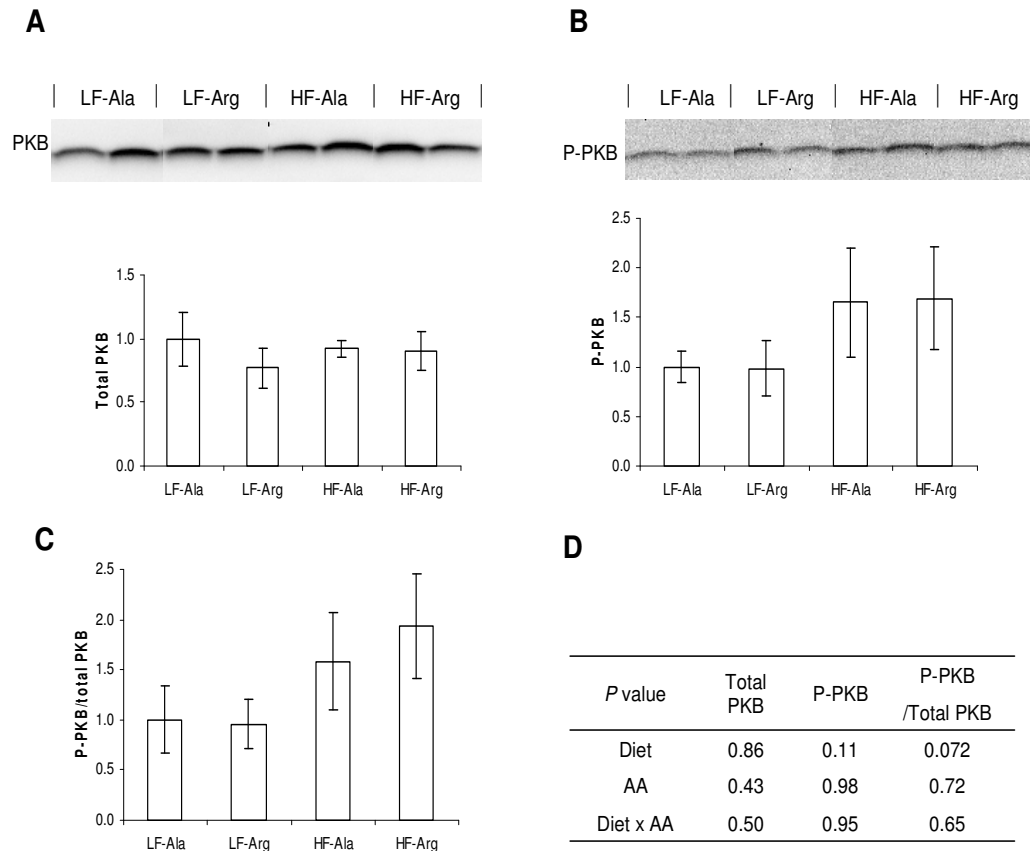 A
| LF-Ala | LF-Arg | HF-Ala | HF-Arg |
PKB
1.5
1.0
0.5
0.0
Total PKB
LF-Ala LF-Arg HF-Ala HF-Arg
B
| LF-Ala | LF-Arg | HF-Ala | HF-Arg
P-PKB
2.5
2.0
1.5
1.0
0.5
0.0
P-PKB
LF-Ala LF-Arg HF-Ala HF-Arg
C
2.5
2.0
1.5
1.0
0.5
0.0
P-PKB/total PKB
LF-Ala LF-Arg HF-Ala HF-Arg
D
P value Total PKB P-PKB P-PKB /Total PKB
Diet 0.86 0.11 0.072
AA 0.43 0.98 0.72
Diet x AA 0.50 0.95 0.65